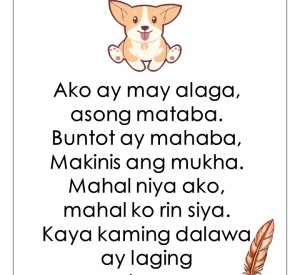 Ako ay may alaga,
asong mataba.
Buntot ay mahaba,
Makinis ang mukha.
Mahal niya ako,
mahal ko rin siya.
Kaya kaming dalawa
ay laging